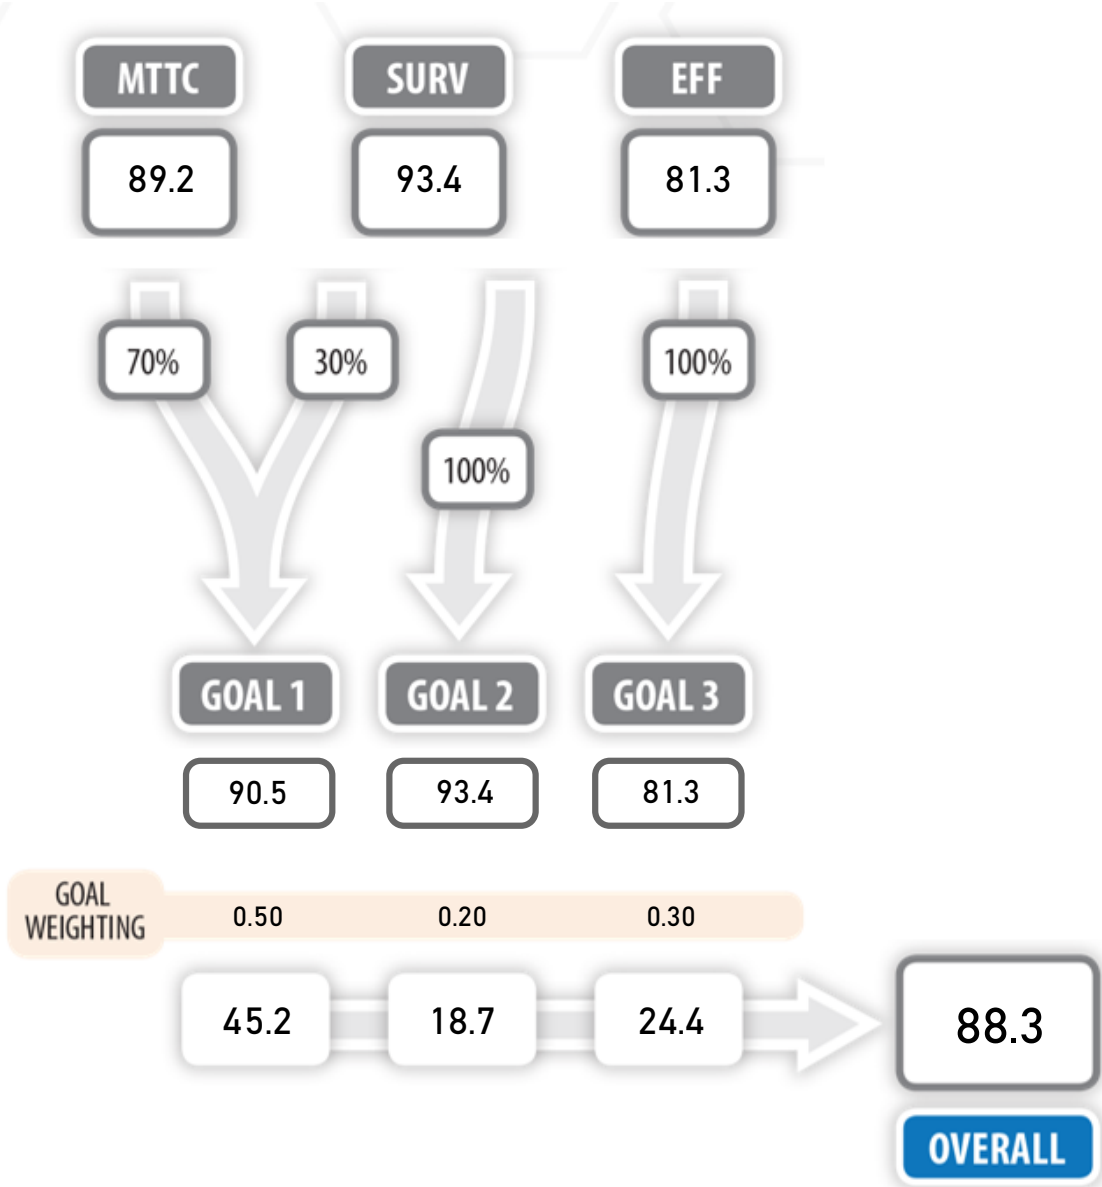 MTTC SURV EFF
89.2 93.4 81.3
70% 30% 100%
100%
GOAL 1 GOAL 2 GOAL 3
90.5 93.4 81.3
GOAL
WEIGHTING 0.50 0.20 0.30
45.2 18.7 24.4 88.3
OVERALL